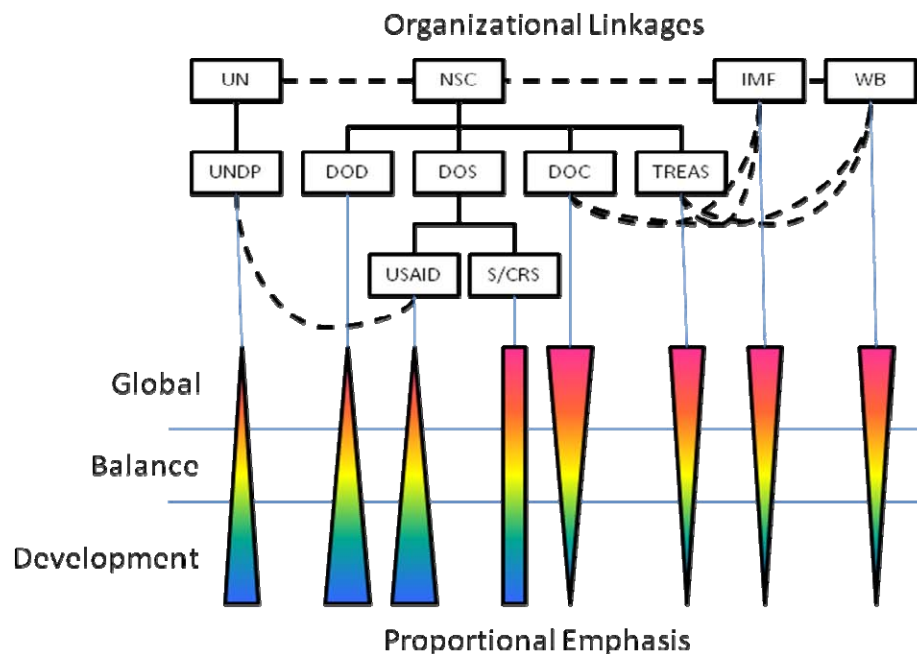 Organizational Linkages
UN
NSC
IMF
WB
UNDP
DOD
DOS
DOC
TREAS
USAID
S/CRS
Global
Balance
Development
Proportional Emphasis